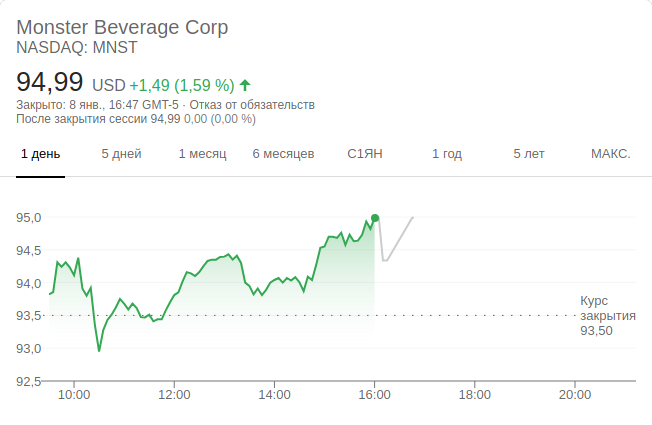 Monster Beverage Corp
NASDAQ: MNST
94,99 USD +1,49 (1,59 %)
Закрыто: 8 янв., 16:47 GMT-5 · Отказ от обязательств
После закрытия сессии 94,99 0,00 (0,00 %)
1 день 5 дней 1 месяц 6 месяцев С1ЯН 1 год 5 лет МАКС.
95,0
94,5
94,0
93,5
93,0
92,5
Курс
закрытия
93,50
10:00 12:00 14:00 16:00 18:00 20:00